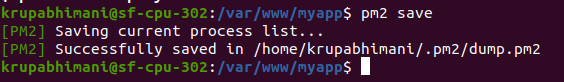 krupabhimani@sf-cpu-302:/var/www/myapp$ pm2 save
[PM2] Saving current process list...
[PM2] Successfully saved in /home/krupabhimani/.pm2/dump.pm2
krupabhimani@sf-cpu-302:/var/www/myapp$